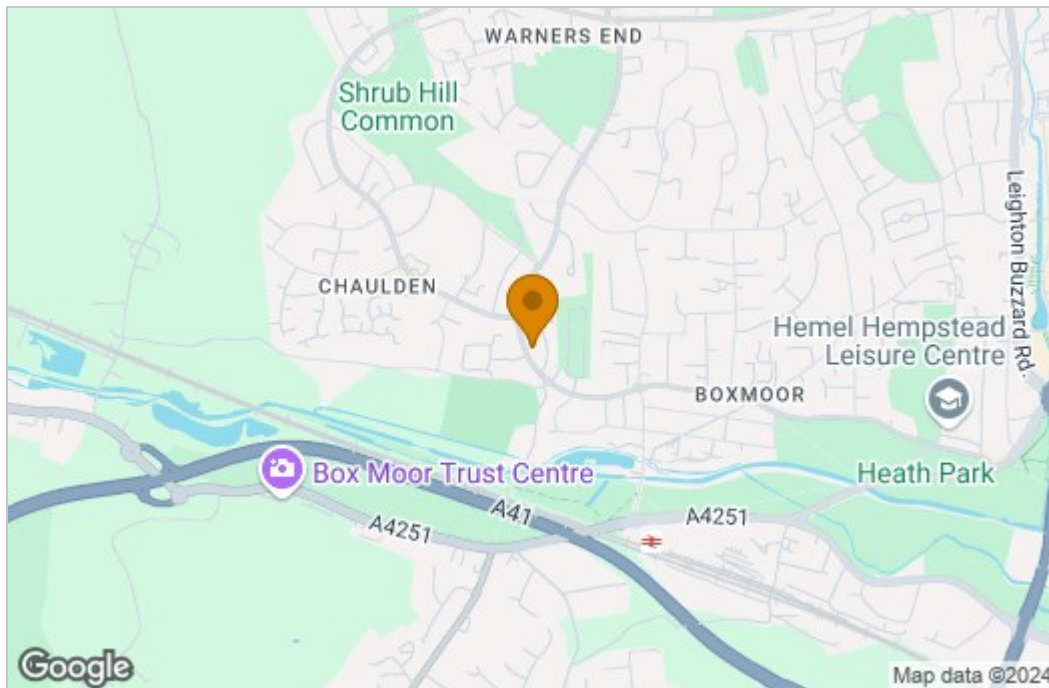 WARNERS END
Shrub Hill
Common
Leighton Buzzard Rd.
CHAULDEN
Hemel Hempstead
Leisure Centre
BOXMOOR
Box Moor Trust Centre
Heath Park
A41
A4251
A4251
Google
Map data ©2024